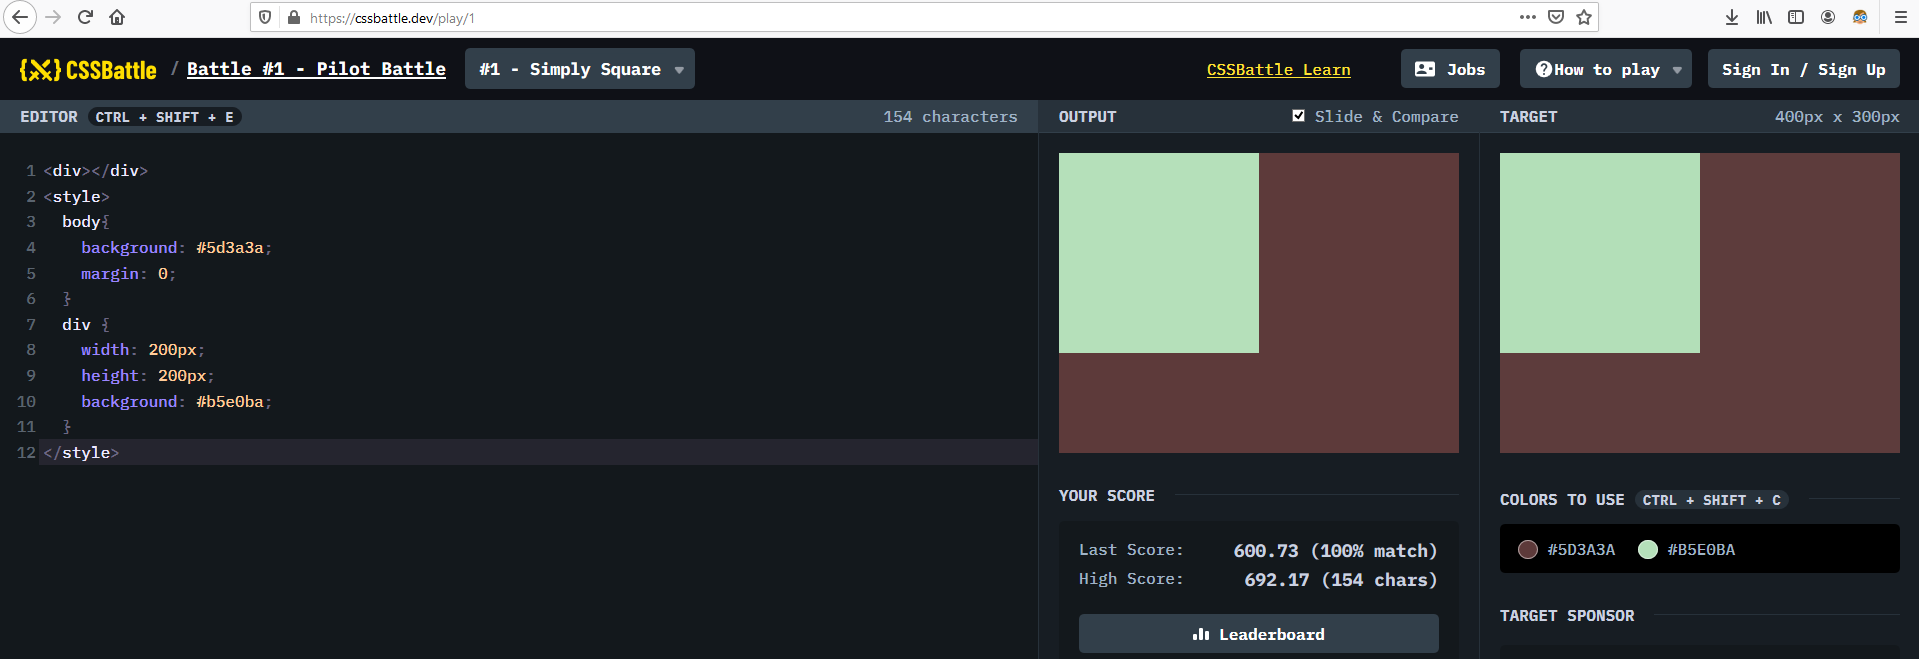 https://cssbattle.dev/play/1
{X} CSSBattle / Battle #1 - Pilot Battle #1 - Simply Square CSSBattle Learn Jobs How to play Sign In / Sign Up
EDITOR CTRL + SHIFT + E 154 characters OUTPUT Slide & Compare TARGET 400px x 300px
1 <div></div>
2 <style>
3 body{
4 background: #5d3a3a;
5 margin: 0;
6 }
7 div {
8 width: 200px;
9 height: 200px;
10 background: #b5e0ba;
11 }
12 </style>
YOUR SCORE
Last Score: 600.73 (100% match)
High Score: 692.17 (154 chars)
Leaderboard
COLORS TO USE CTRL + SHIFT + C
#5D3A3A #B5E0BA
TARGET SPONSOR